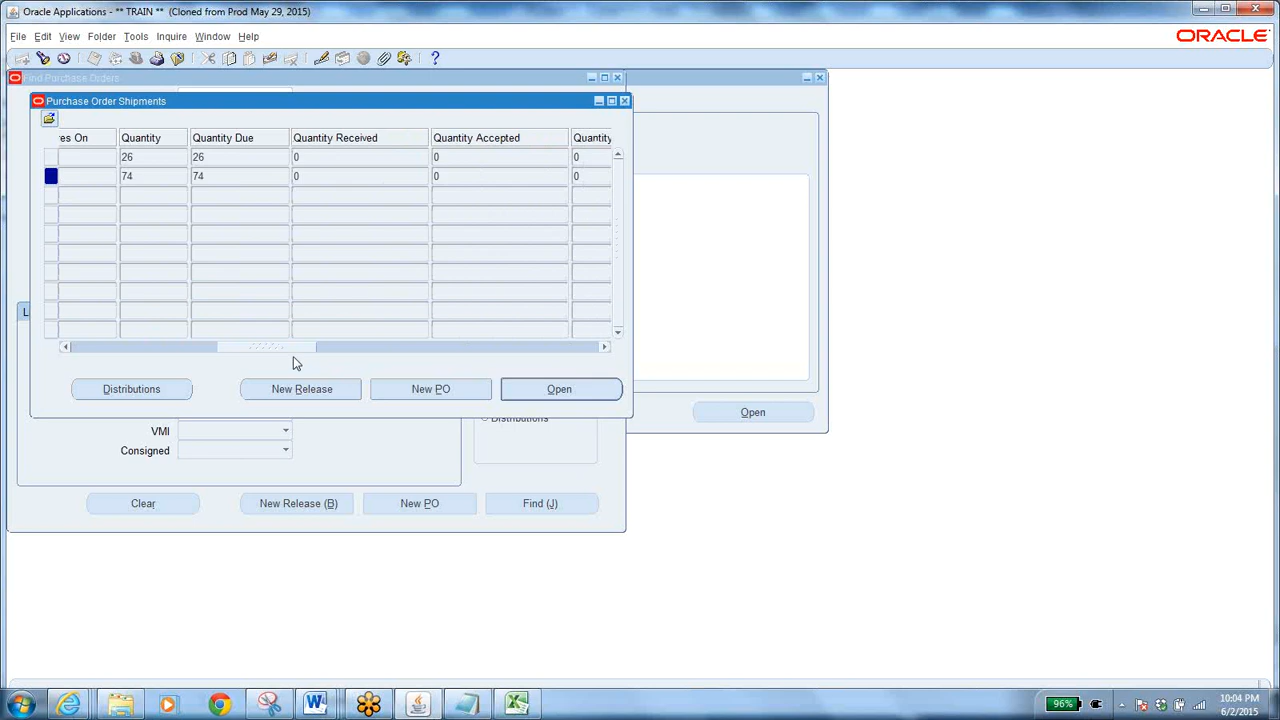 Oracle Applications - ** TRAIN ** (Cloned from Prod May 29, 2015)
File Edit View Folder Tools Inquire Window Help
ORACLE
Find Purchase Orders
Purchase Order Shipments
Quantity Quantity Due Quantity Received Quantity Accepted Quantity
26 26 0 0 0
74 74 0 0 0
Distributions New Release New PO Open
Distributions
Open
VMI
Consigned
Clear New Release (B) New PO Find (J)
96% 10:04 PM
6/2/2015